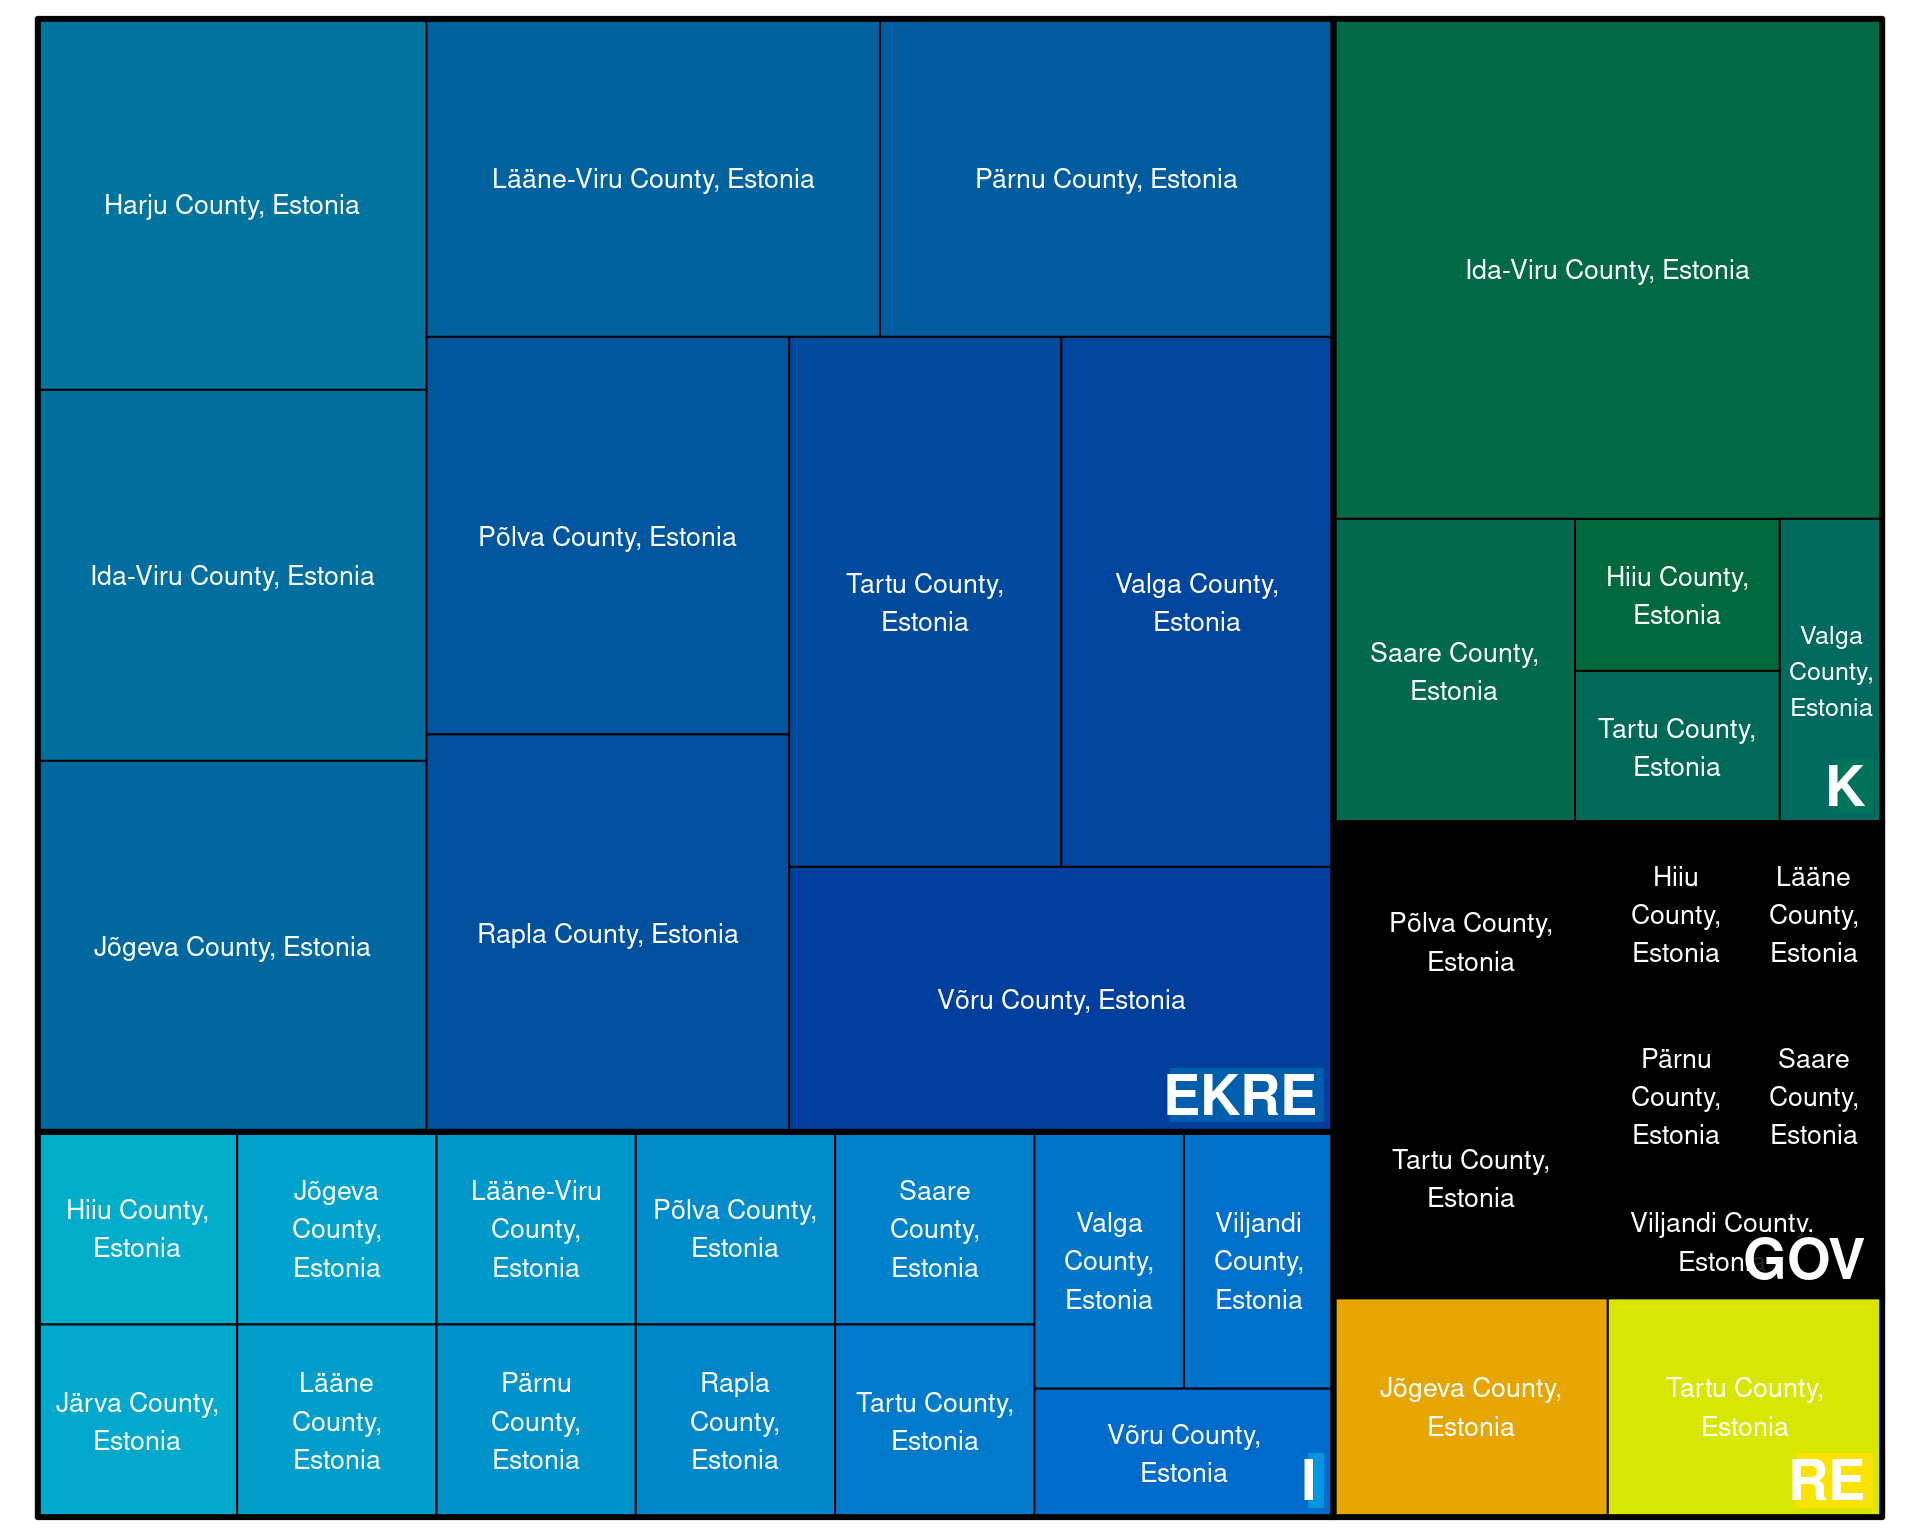 Harju County, Estonia
Ida-Viru County, Estonia
Jõgeva County, Estonia
Lääne-Viru County, Estonia
Pärnu County, Estonia
Põlva County, Estonia
Rapla County, Estonia
Tartu County,
Estonia
Valga County,
Estonia
Võru County, Estonia
EKRE
Hiiu County,
Estonia
Järva County,
Estonia
Jõgeva
County,
Estonia
Lääne
County,
Estonia
Lääne-Viru
County,
Estonia
Pärnu
County,
Estonia
Põlva County,
Estonia
Rapla
County,
Estonia
Saare
County,
Estonia
Tartu County,
Estonia
Valga
County,
Estonia
Viljandi
County,
Estonia
Võru County,
Estonia
I
Ida-Viru County, Estonia
Saare County,
Estonia
Hiiu County,
Estonia
Tartu County,
Estonia
Valga
County,
Estonia
K
Põlva County,
Estonia
Tartu County,
Estonia
Hiiu
County,
Estonia
Lääne
County,
Estonia
Pärnu
County,
Estonia
Saare
County,
Estonia
Viljandi County,
Estonia
GOV
Jõgeva County,
Estonia
Tartu County,
Estonia
RE